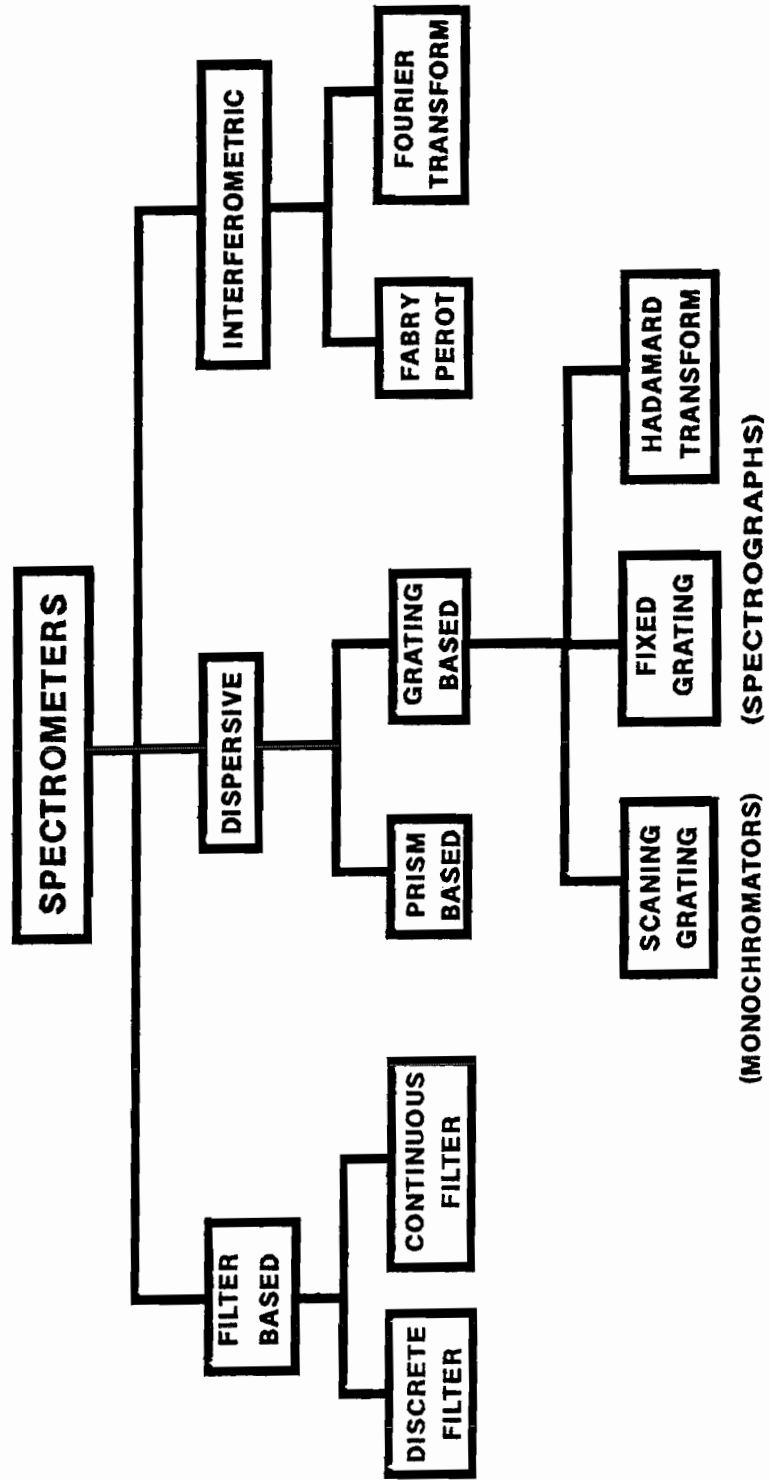 SPECTROMETERS
FILTER
BASED
DISPERSIVE
INTERFEROMETRIC
DISCRETE
FILTER
CONTINUOUS
FILTER
PRISM
BASED
GRATING
BASED
FABRY
PEROT
FOURIER
TRANSFORM
SCANING
GRATING
FIXED
GRATING
HADAMARD
TRANSFORM
(MONOCHROMATORS)
(SPECTROGRAPHS)